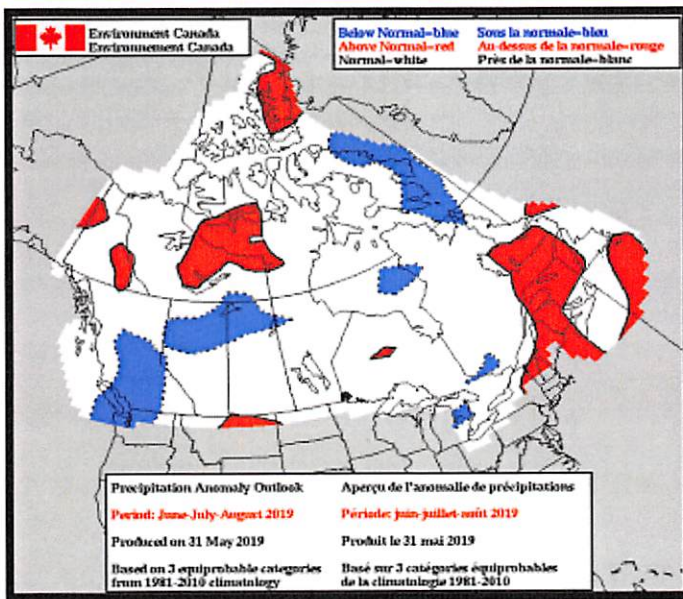 Environment Canada
Environnement Canada
Below Normal=blue
Above Normal=red
Normal=white
Sous la normale=bleu
Au-dessus de la normale=rouge
Près de la normale=blanc
Precipitation Anomaly Outlook
Period: June-July-August 2019
Produced on 31 May 2019
Based on 3 equiprobable categories
from 1981-2010 climatology
Aperçu de l'anomalie de précipitations
Période: juin-juillet-août 2019
Produit le 31 mai 2019
Basé sur 3 catégories équiprobables
de la climatologie 1981-2010